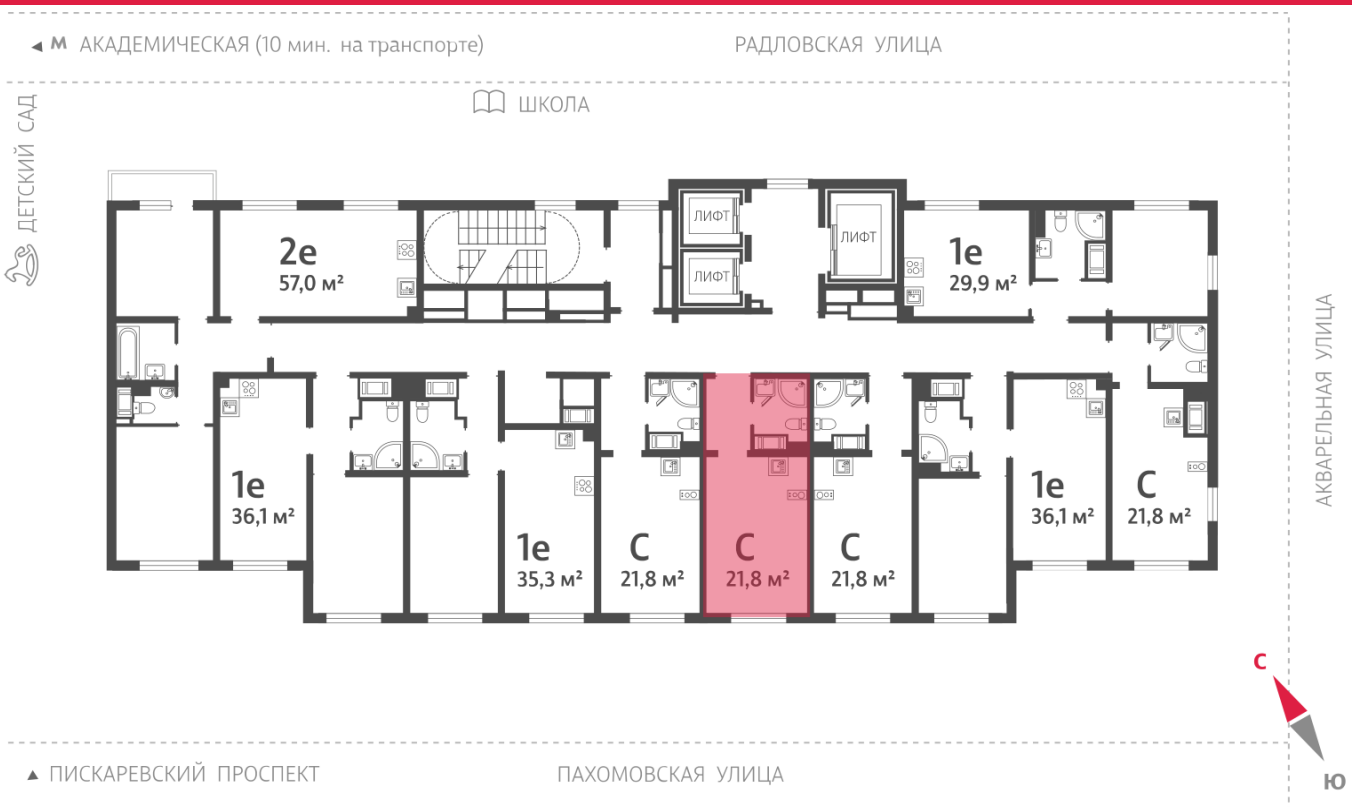 М АКАДЕМИЧЕСКАЯ (10 мин. на транспорте)
РАДЛОВСКАЯ УЛИЦА
ШКОЛА
ДЕТСКИЙ САД
2е
57,0 м²
ЛИФТ
ЛИФТ
ЛИФТ
1е
29,9 м²
АКВАРЕЛЬНАЯ УЛИЦА
1е
36,1 м²
1е
35,3 м²
С
21,8 м²
С
21,8 м²
С
21,8 м²
1е
36,1 м²
С
21,8 м²
С
Ю
ПИСКАРЕВСКИЙ ПРОСПЕКТ
ПАХОМОВСКАЯ УЛИЦА